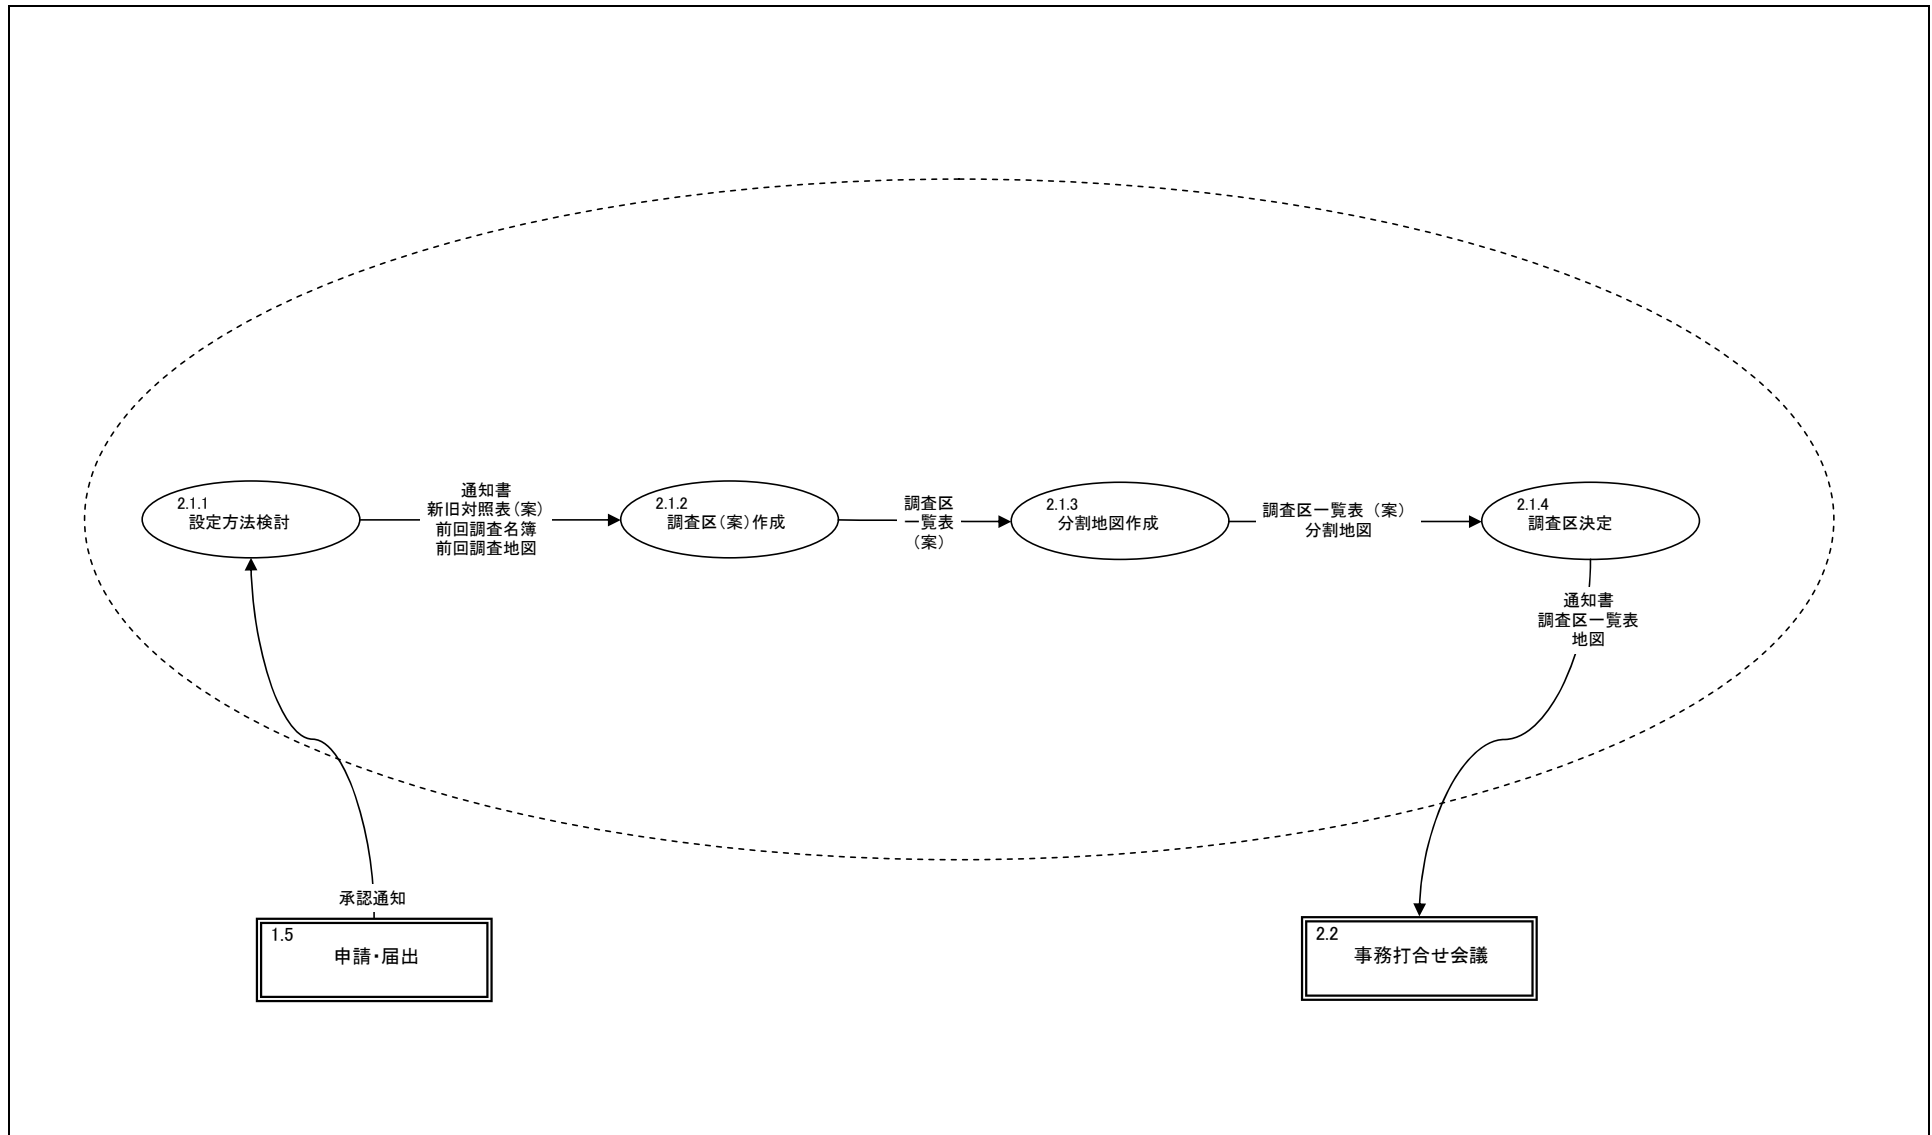 2.1.1
設定方法検討
通知書
新旧対照表(案)
前回調査名簿
前回調査地図
2.1.2
調査区(案)作成
調査区
一覧表
(案)
2.1.3
分割地図作成
調査区一覧表（案）
分割地図
2.1.4
調査区決定
通知書
調査区一覧表
地図
承認通知
1.5
申請・届出
2.2
事務打合せ会議